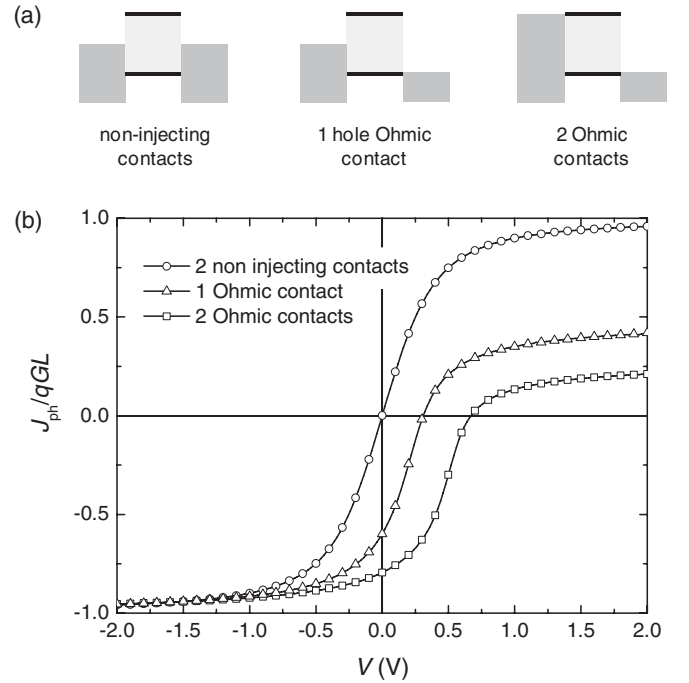 (a)
non-injecting
contacts
1 hole Ohmic
contact
2 Ohmic
contacts
(b)
1.0
0.5
0.0
-0.5
-1.0
J_ph/qGL
2 non injecting contacts
1 Ohmic contact
2 Ohmic contacts
-2.0 -1.5 -1.0 -0.5 0.0 0.5 1.0 1.5 2.0
V (V)